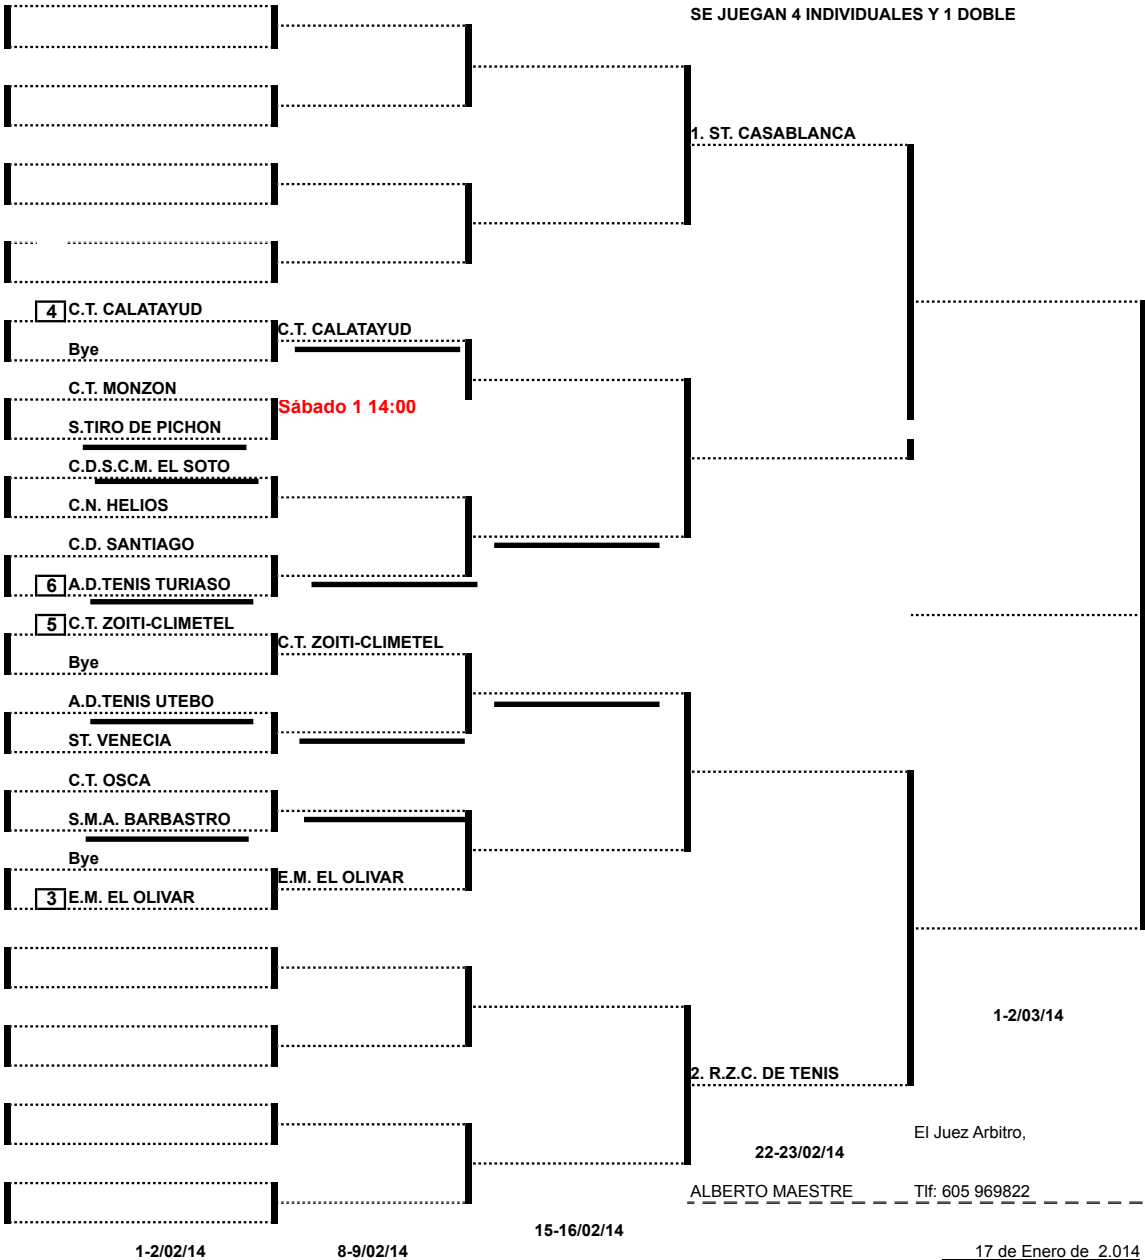 SE JUEGAN 4 INDIVIDUALES Y 1 DOBLE
1. ST. CASABLANCA
4 C.T. CALATAYUD
C.T. CALATAYUD
Bye
C.T. MONZON
Sábado 1 14:00
S.TIRO DE PICHON
C.D.S.C.M. EL SOTO
C.N. HELIOS
C.D. SANTIAGO
6 A.D.TENIS TURIASO
5 C.T. ZOITI-CLIMETEL
C.T. ZOITI-CLIMETEL
Bye
A.D.TENIS UTEBO
ST. VENECIA
C.T. OSCA
S.M.A. BARBASTRO
Bye
E.M. EL OLIVAR
3 E.M. EL OLIVAR
1-2/03/14
2. R.Z.C. DE TENIS
El Juez Arbitro,
22-23/02/14
ALBERTO MAESTRE Tlf: 605 969822
15-16/02/14
1-2/02/14 8-9/02/14 17 de Enero de 2.014